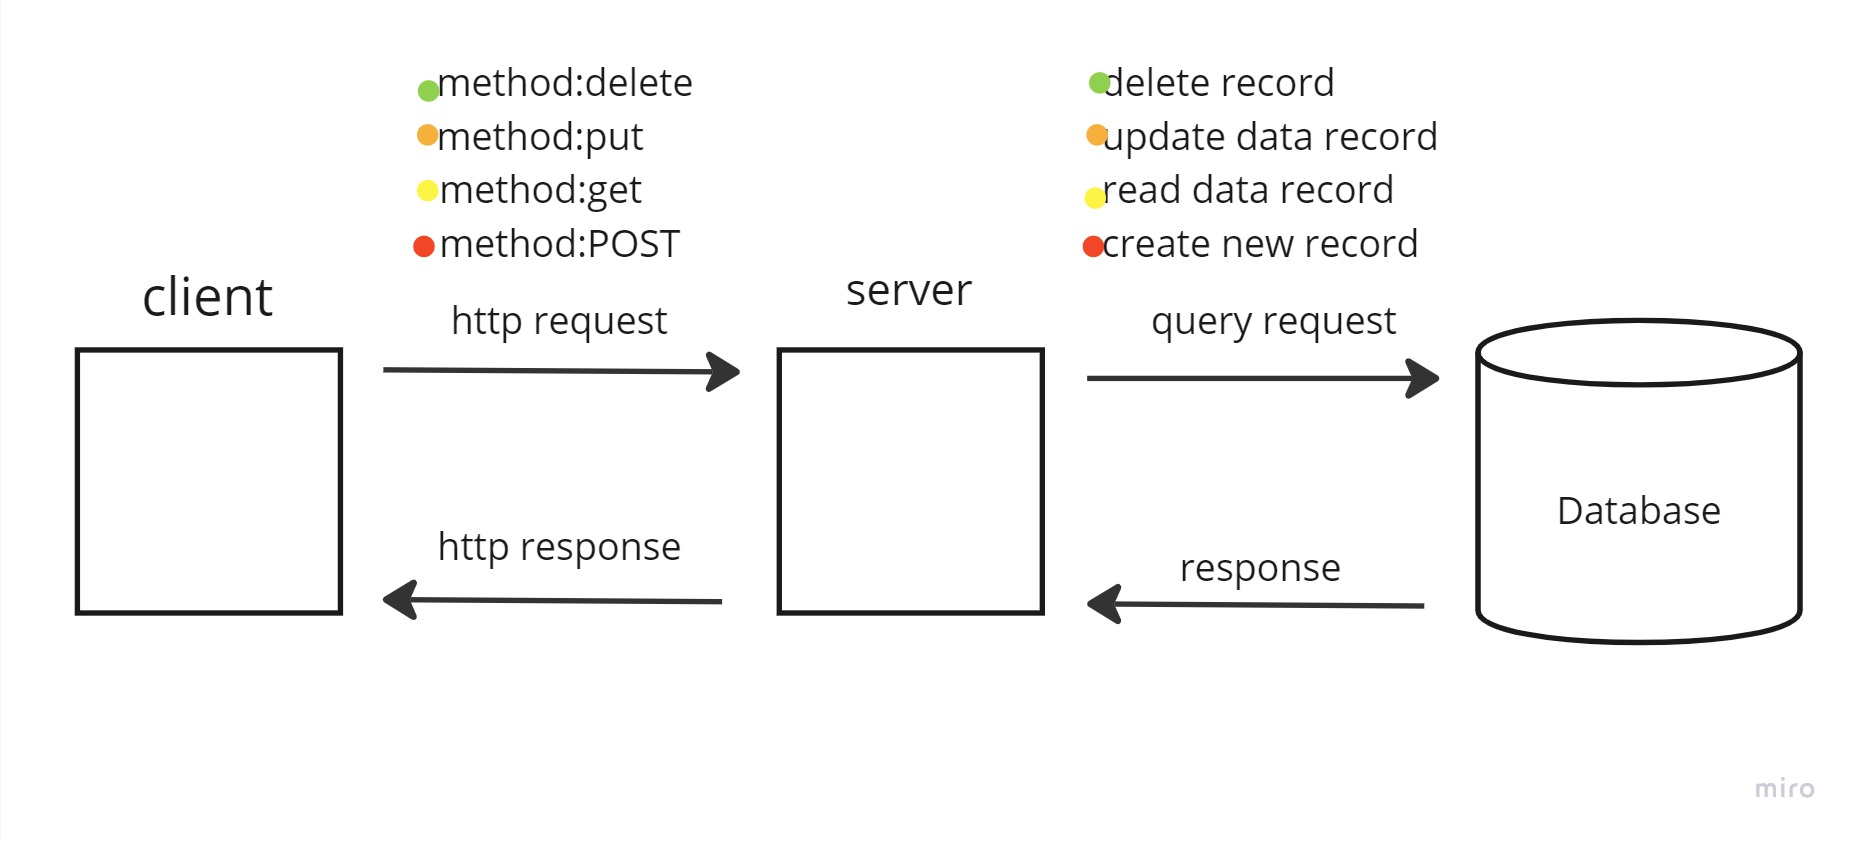 method:delete
method:put
method:get
method:POST
delete record
update data record
read data record
create new record
client
http request
server
query request
Database
http response
response
miro